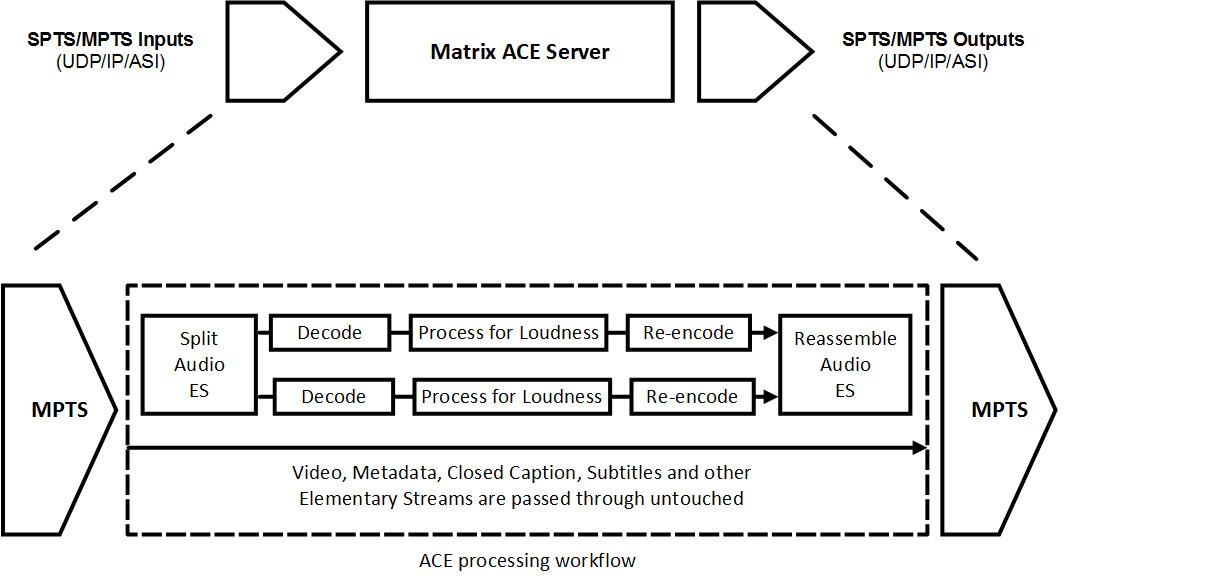 SPTS/MPTS Inputs
(UDP/IP/ASI)
Matrix ACE Server
SPTS/MPTS Outputs
(UDP/IP/ASI)
MPTS
Split
Audio
ES
Decode
Process for Loudness
Re-encode
Decode
Process for Loudness
Re-encode
Reassemble
Audio
ES
MPTS
Video, Metadata, Closed Caption, Subtitles and other
Elementary Streams are passed through untouched
ACE processing workflow